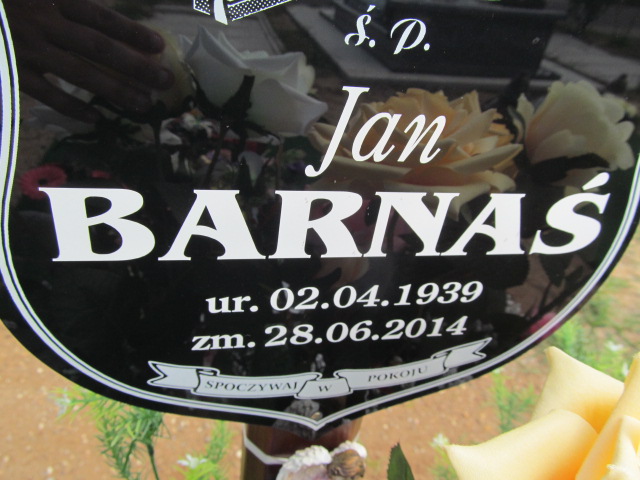 Ś. P.
Jan
BARNAŚ
ur. 02.04.1939
zm. 28.06.2014
SPOCZYWAJ W POKOJU